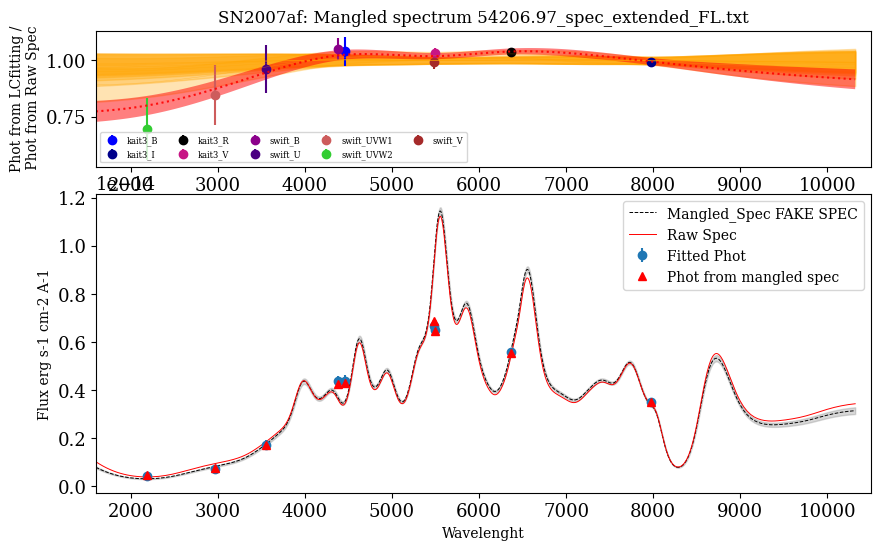 SN2007af: Mangled spectrum 54206.97_spec_extended_FL.txt
Phot from LCfitting /
Phot from Raw Spec
1.00
0.75
kait3_B kait3_R swift_B swift_UVW1 swift_V
kait3_I kait3_V swift_U swift_UVW2
2000 3000 4000 5000 6000 7000 8000 9000 10000
1e−14
Flux erg s-1 cm-2 A-1
1.2
1.0
0.8
0.6
0.4
0.2
0.0
Mangled_Spec FAKE SPEC
Raw Spec
Fitted Phot
Phot from mangled spec
2000 3000 4000 5000 6000 7000 8000 9000 10000
Wavelenght